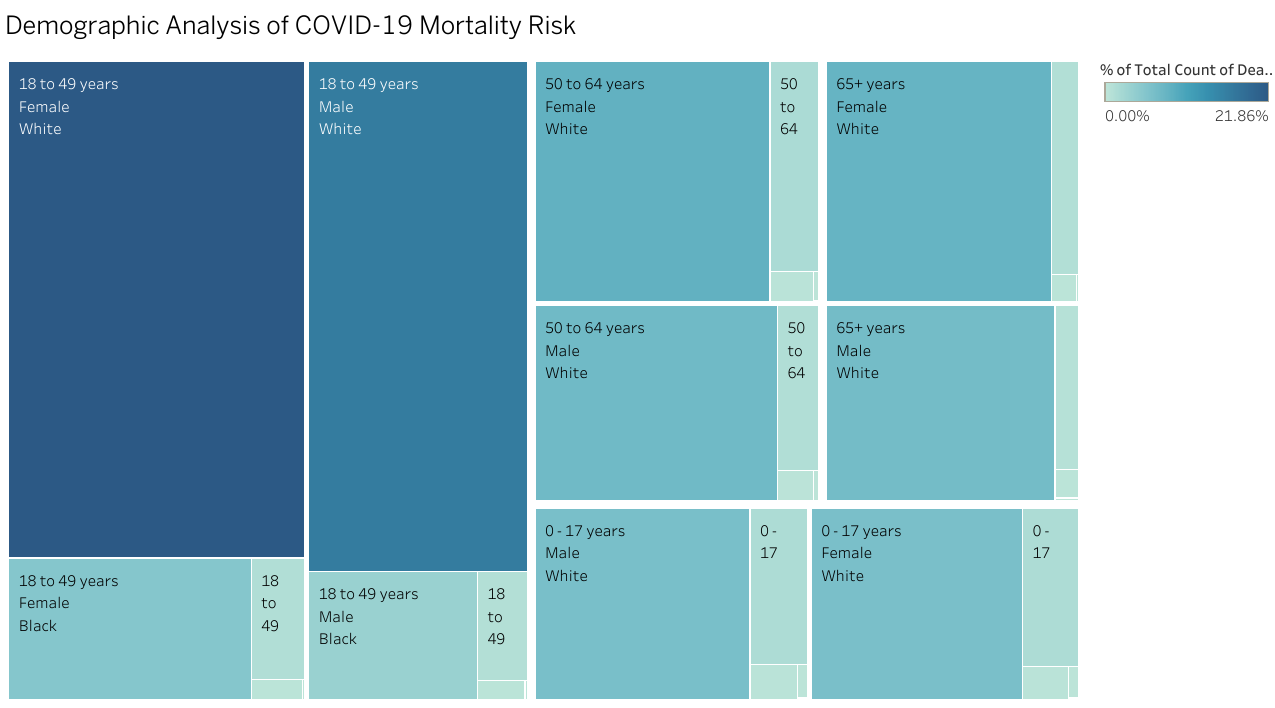 Demographic Analysis of COVID-19 Mortality Risk
18 to 49 years
Female
White
18 to 49 years
Male
White
50 to 64 years
Female
White
50
to
64
65+ years
Female
White
% of Total Count of Dea..
0.00%
21.86%
50 to 64 years
Male
White
50
to
64
65+ years
Male
White
0 - 17 years
Male
White
0 -
17
0 - 17 years
Female
White
0 -
17
18 to 49 years
Female
Black
18
to
49
18 to 49 years
Male
Black
18
to
49